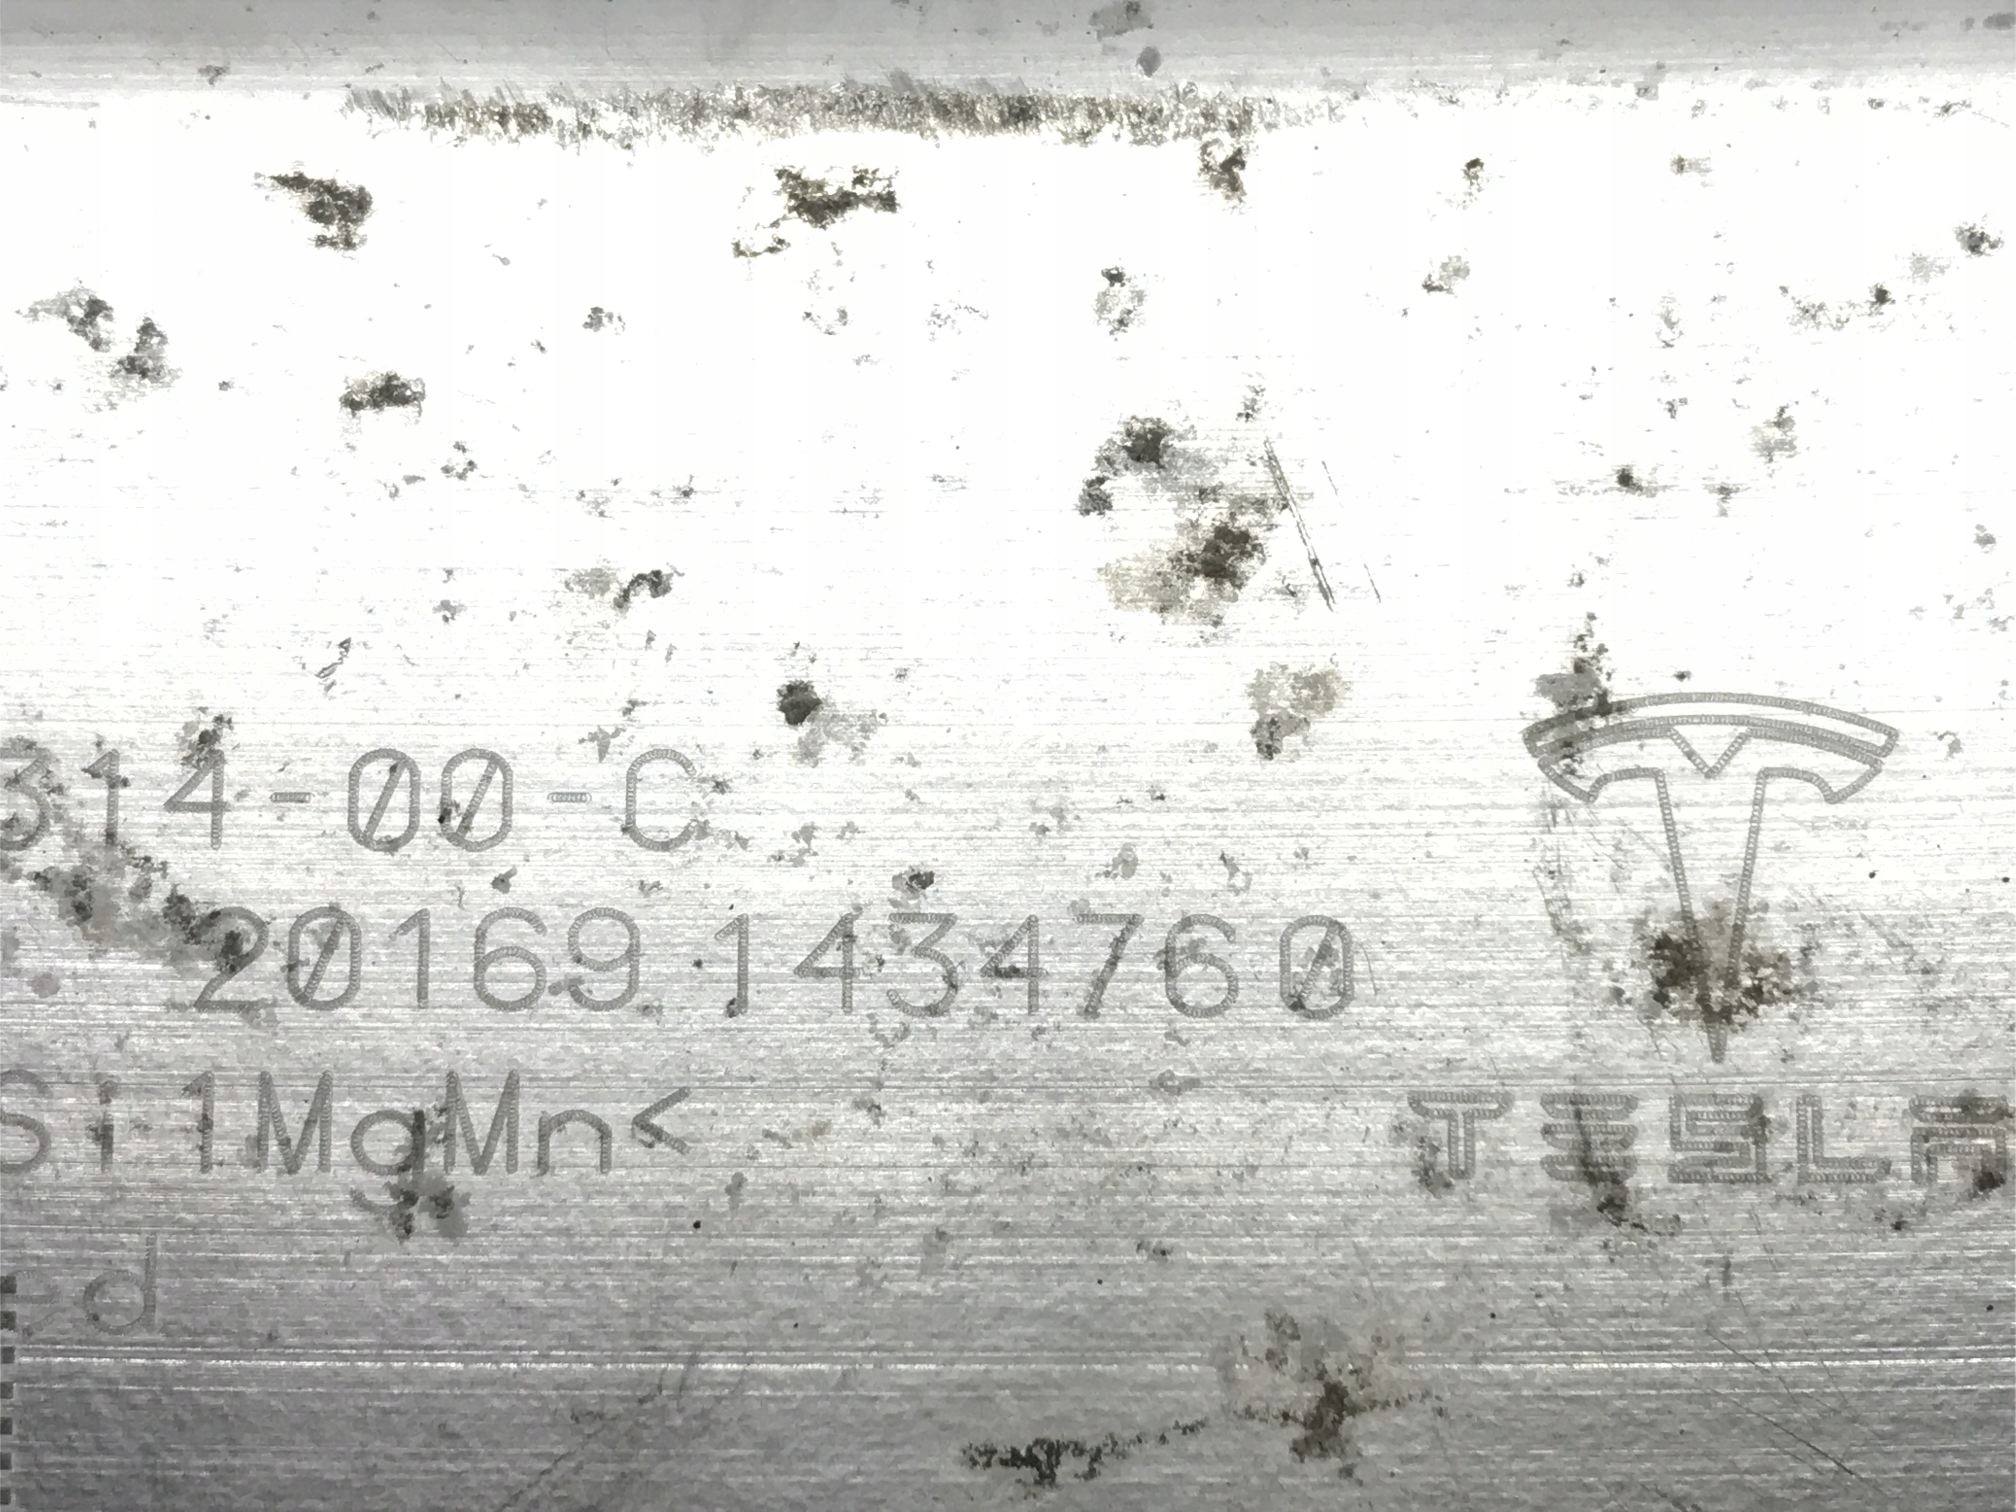 314-00-C
20169 1434760
Si1MgMn<
TESLA
ed